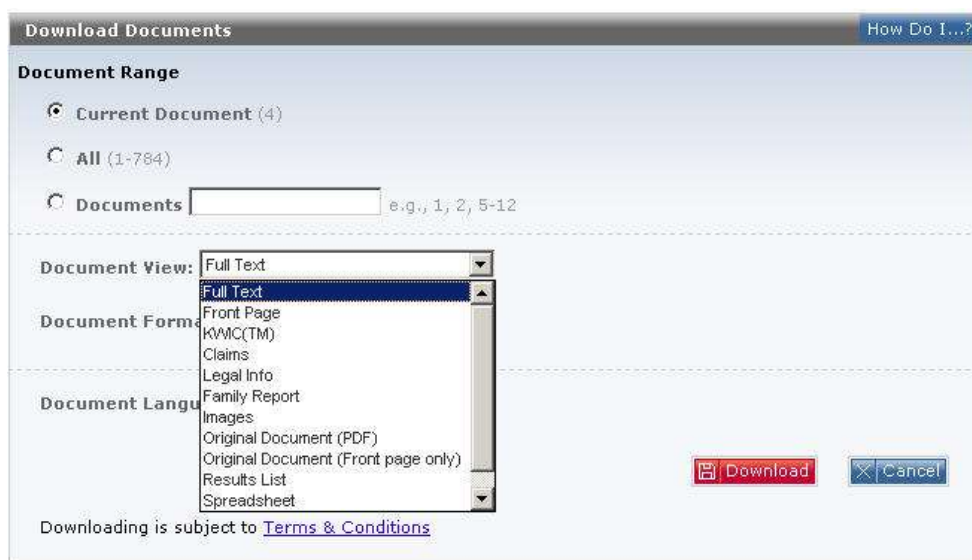 Download Documents How Do I...?
Document Range
Current Document (4)
All (1-784)
Documents e.g., 1, 2, 5-12
Document View: Full Text
Full Text
Front Page
Document Forma
KWIC(TM)
Claims
Legal Info
Family Report
Document Langu
Images
Original Document (PDF)
Original Document (Front page only)
Results List
Spreadsheet
Download Cancel
Downloading is subject to Terms & Conditions